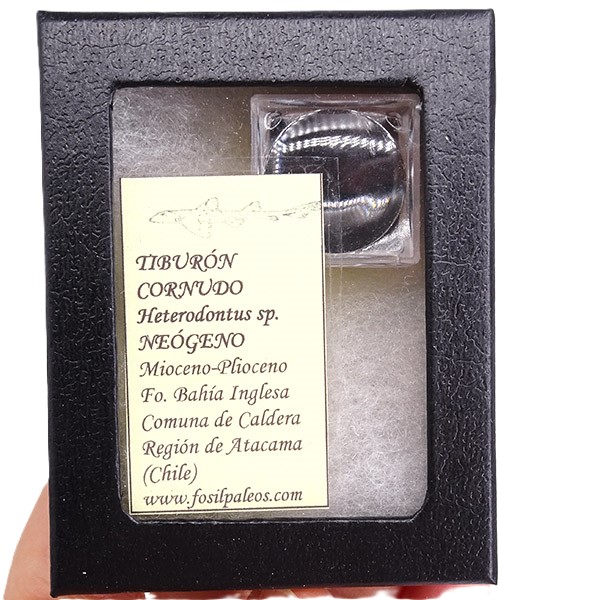 TIBURÓN
CORNUDO
Heterodontus sp.
NEÓGENO
Mioceno-Plioceno
Fo. Bahía Inglesa
Comuna de Caldera
Región de Atacama
(Chile)
www.fosilpaleos.com